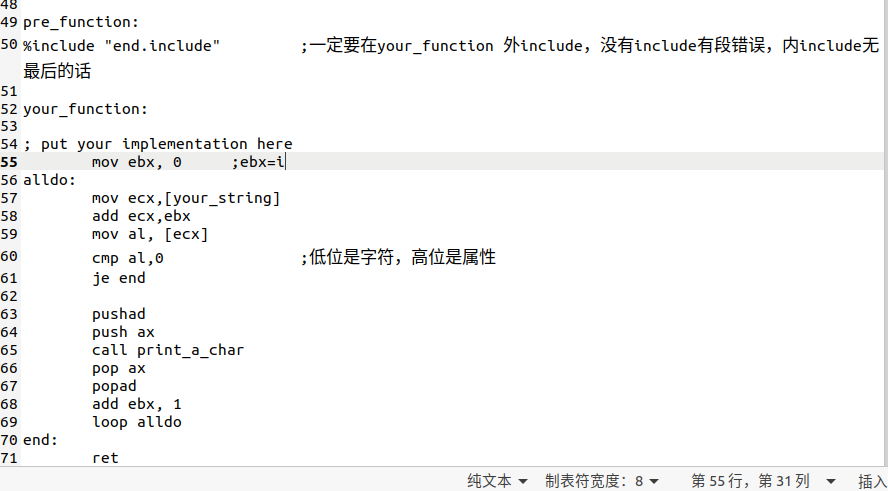 48
49 pre_function:
50 %include "end.include" ;一定要在your_function 外include，没有include有段错误，内include无
最后的话
51
52 your_function:
53
54 ; put your implementation here
55 mov ebx, 0 ;ebx=i
56 alldo:
57 mov ecx,[your_string]
58 add ecx,ebx
59 mov al, [ecx]
60 cmp al,0 ;低位是字符，高位是属性
61 je end
62
63 pushad
64 push ax
65 call print_a_char
66 pop ax
67 popad
68 add ebx, 1
69 loop alldo
70 end:
71 ret
纯文本 制表符宽度：8 第 55 行，第 31 列 插入